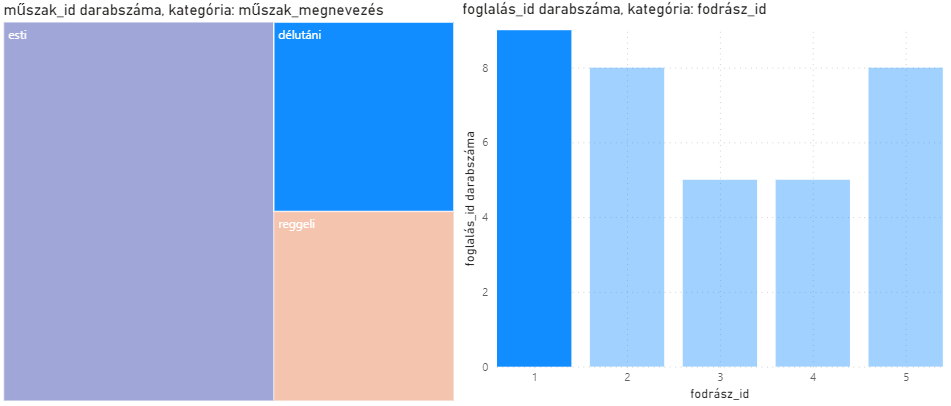 műszak_id darabszáma, kategória: műszak_megnevezés
esti
délutáni
reggeli
foglalás_id darabszáma, kategória: fodrász_id
foglalás_id darabszáma
8
6
4
2
0
1 2 3 4 5
fodrász_id